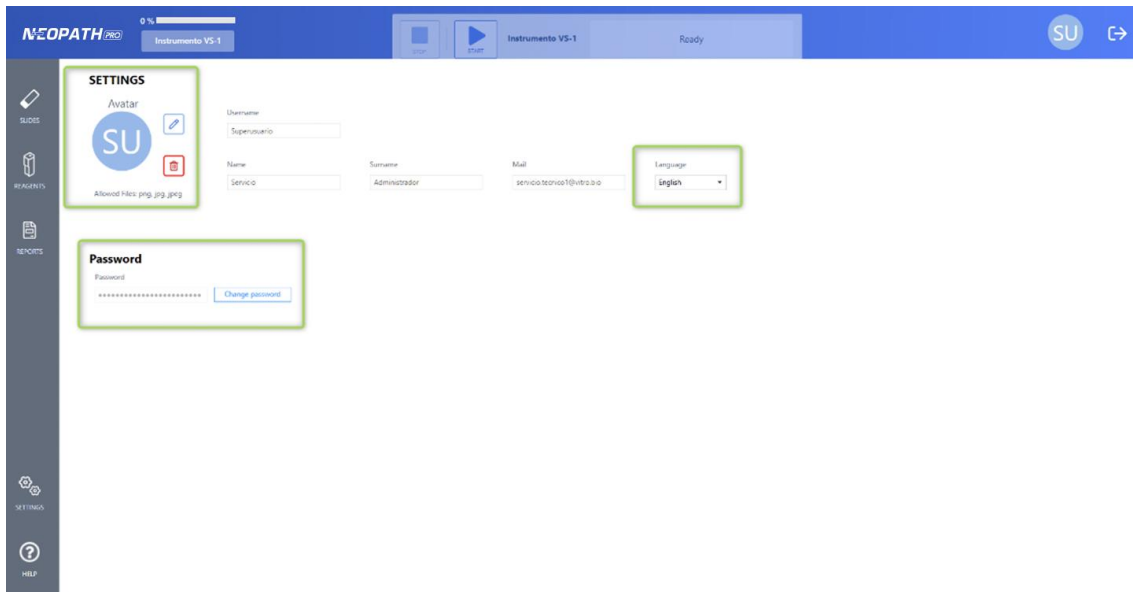 NEOPATH PRO
0 %
Instrumento VS-1
STOP
START
Instrumento VS-1
Ready
SU
SLIDES
REAGENTS
REPORTS
SETTINGS
HELP
SETTINGS
Avatar
SU
Allowed Files: png, jpg, jpeg
Username
Superusuario
Name
Surname
Mail
Language
Servicio
Administrador
servicio.tecnico1@vitro.bio
English
Password
Password
Change password